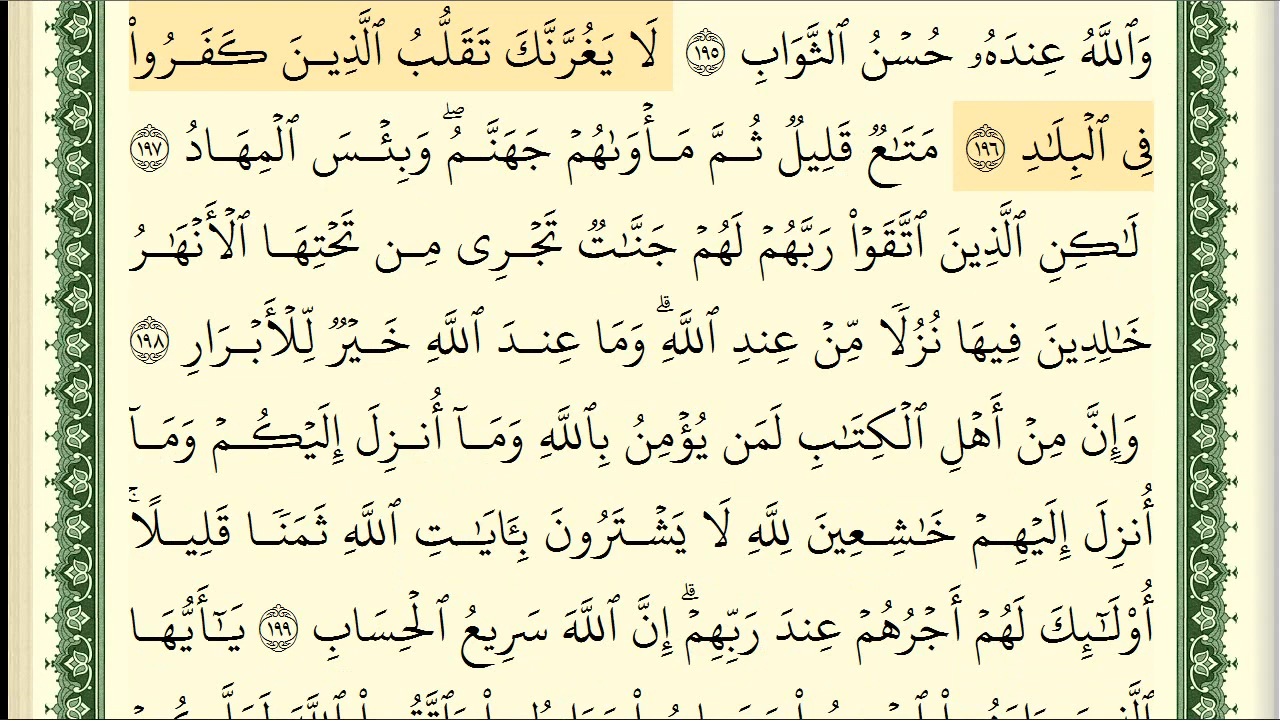 وَٱللَّهُ عِندَهُۥ حُسۡنُ ٱلثَّوَابِ ١٩٥ لَا يَغُرَّنَّكَ تَقَلُّبُ ٱلَّذِينَ كَفَرُواْ
فِي ٱلۡبِلَٰدِ ١٩٦ مَتَٰعٞ قَلِيلٞ ثُمَّ مَأۡوَىٰهُمۡ جَهَنَّمُۖ وَبِئۡسَ ٱلۡمِهَادُ ١٩٧
لَٰكِنِ ٱلَّذِينَ ٱتَّقَوۡاْ رَبَّهُمۡ لَهُمۡ جَنَّٰتٞ تَجۡرِي مِن تَحۡتِهَا ٱلۡأَنۡهَٰرُ
خَٰلِدِينَ فِيهَا نُزُلٗا مِّنۡ عِندِ ٱللَّهِۗ وَمَا عِندَ ٱللَّهِ خَيۡرٞ لِّلۡأَبۡرَارِ ١٩٨
وَإِنَّ مِنۡ أَهۡلِ ٱلۡكِتَٰبِ لَمَن يُؤۡمِنُ بِٱللَّهِ وَمَآ أُنزِلَ إِلَيۡكُمۡ وَمَآ
أُنزِلَ إِلَيۡهِمۡ خَٰشِعِينَ لِلَّهِ لَا يَشۡتَرُونَ بِـَٔايَٰتِ ٱللَّهِ ثَمَنٗا قَلِيلًاۚ
أُوْلَٰٓئِكَ لَهُمۡ أَجۡرُهُمۡ عِندَ رَبِّهِمۡۗ إِنَّ ٱللَّهَ سَرِيعُ ٱلۡحِسَابِ ١٩٩ يَٰٓأَيُّهَا